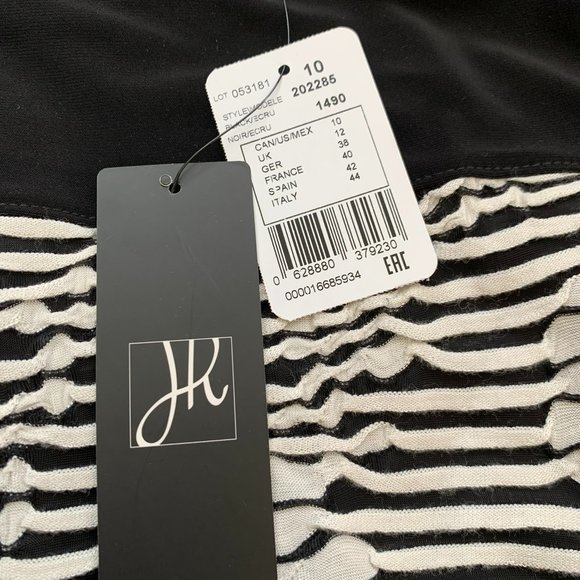 LOT 053181 10
STYLE/MODELE 202285
BLACK/ECRU
NOIR/ECRU 1490
CAN/US/MEX 10
UK 12
GER 38
FRANCE 40
SPAIN 42
ITALY 44
0 628880 379230
000016685934
EAC
JK